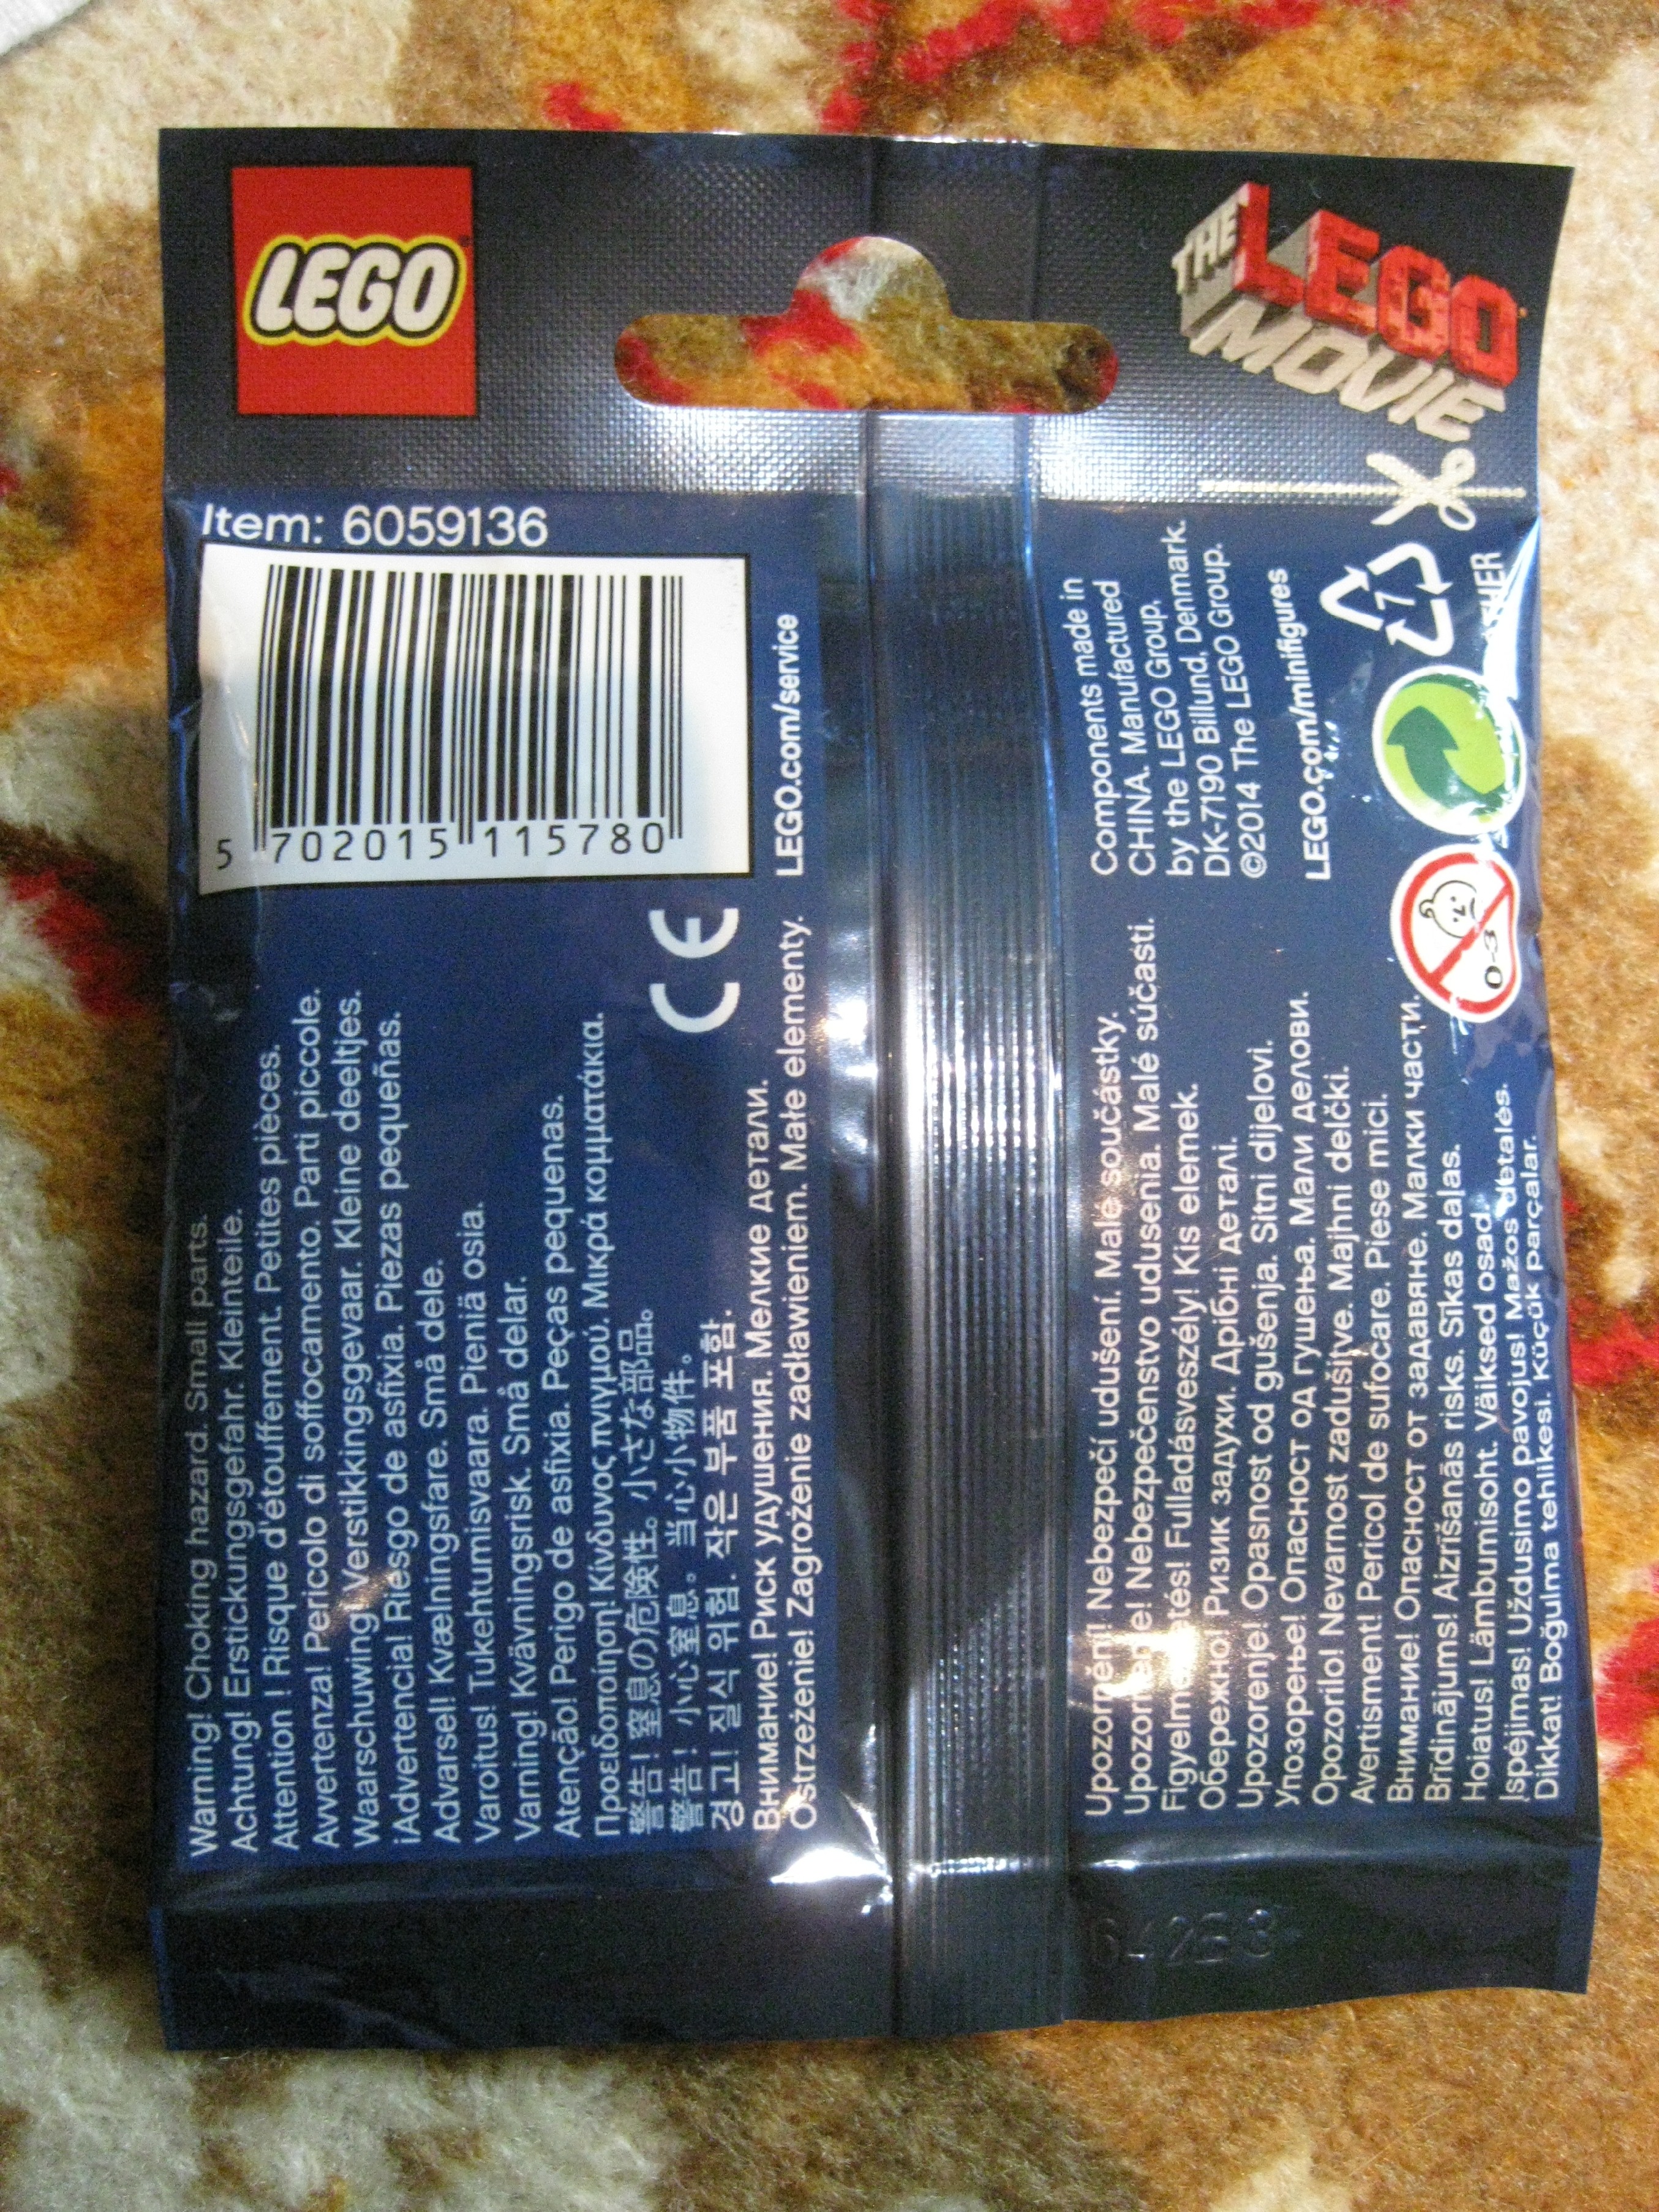 LEGO
THE
LEGO
MOVIE
Item: 6059136
5 702015 115780
LEGO.com/service
CE
Warning! Choking hazard. Small parts.
Achtung! Erstickungsgefahr. Kleinteile.
Attention ! Risque d'étouffement. Petites pièces.
Avvertenza! Pericolo di soffocamento. Parti piccole.
Waarschuwing! Verstikkingsgevaar. Kleine deeltjes.
¡Advertencia! Riesgo de asfixia. Piezas pequeñas.
Advarsel! Kvælningsfare. Små dele.
Varoitus! Tukehtumisvaara. Pieniä osia.
Varning! Kvävningsrisk. Små delar.
Atenção! Perigo de asfixia. Peças pequenas.
Προειδοποίηση! Κίνδυνος πνιγμού. Μικρά κομματάκια.
警告! 窒息の危険性。小さな部品。
警告! 小心窒息。当心小物件。
경고! 질식 위험. 작은 부품 포함.
Внимание! Риск удушения. Мелкие детали.
Ostrzeżenie! Zagrożenie zadławieniem. Małe elementy.
Components made in
CHINA. Manufactured
by the LEGO Group,
DK-7190 Billund, Denmark.
©2014 The LEGO Group.
LEGO.com/minifigures
7
0-3
Upozornění! Nebezpečí udušení. Malé součástky.
Upozornenie! Nebezpečenstvo udusenia. Malé súčasti.
Figyelmeztetés! Fulladásveszély! Kis elemek.
Обережно! Ризик задухи. Дрібні деталі.
Upozorenje! Opasnost od gušenja. Sitni dijelovi.
Упозорење! Опасност од гушења. Мали делови.
Opozorilo! Nevarnost zadušitve. Majhni delčki.
Avertisment! Pericol de sufocare. Piese mici.
Внимание! Опасност от задавяне. Малки части.
Brīdinājums! Aizrīšanās risks. Sīkas daļas.
Hoiatus! Lämbumisoht. Väiksed osad.
Įspėjimas! Uždusimo pavojus! Mažos detalės.
Dikkat! Boğulma tehlikesi. Küçük parçalar.